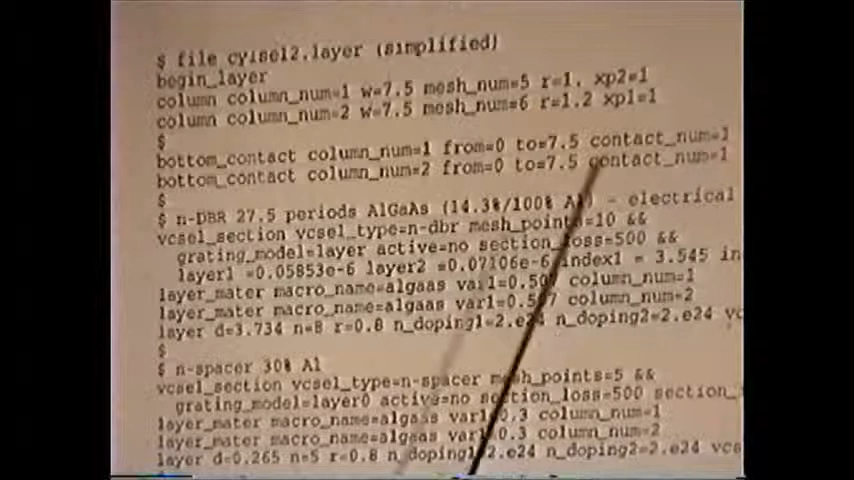 $ file cylsel2.layer (simplified)
begin_layer
column column_num=1 w=7.5 mesh_num=5 r=1. xp2=1
column column_num=2 w=7.5 mesh_num=6 r=1.2 xp1=1
$
bottom_contact column_num=1 from=0 to=7.5 contact_num=1
bottom_contact column_num=2 from=0 to=7.5 contact_num=1
$
$ n-DBR 27.5 periods AlGaAs (14.3%/100% Al) - electrical
vcsel_section vcsel_type=n-dbr mesh_points=10 &&
grating_model=layer active=no section_loss=500 &&
layer1 =0.05853e-6 layer2 =0.07106e-6 index1 = 3.545 in
layer_mater macro_name=algaas var1=0.507 column_num=1
layer_mater macro_name=algaas var1=0.507 column_num=2
layer d=3.734 n=8 r=0.8 n_doping1=2.e24 n_doping2=2.e24 vc
$
$ n-spacer 30% Al
vcsel_section vcsel_type=n-spacer mesh_points=5 &&
grating_model=layer0 active=no section_loss=500 section_
layer_mater macro_name=algaas var1=0.3 column_num=1
layer_mater macro_name=algaas var1=0.3 column_num=2
layer d=0.265 n=5 r=0.8 n_doping1=2.e24 n_doping2=2.e24 vcs